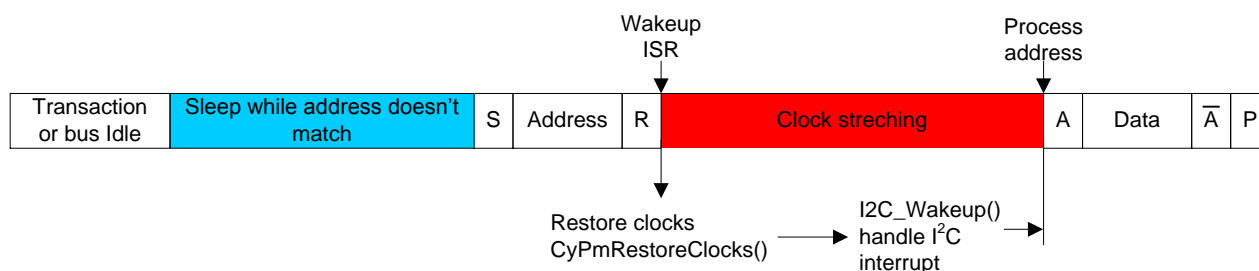 Wakeup
ISR
Process
address
Transaction
or bus Idle
Sleep while address doesn't
match
S
Address
R
Clock streching
A
Data
A̅
P
Restore clocks
CyPmRestoreClocks()
I2C_Wakeup()
handle I²C
interrupt